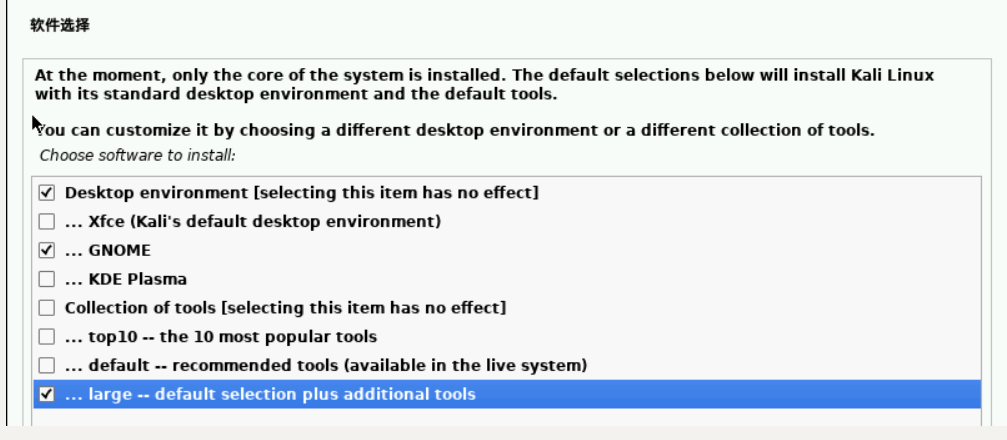 软件选择
At the moment, only the core of the system is installed. The default selections below will install Kali Linux
with its standard desktop environment and the default tools.
You can customize it by choosing a different desktop environment or a different collection of tools.
Choose software to install:
Desktop environment [selecting this item has no effect]
... Xfce (Kali's default desktop environment)
... GNOME
... KDE Plasma
Collection of tools [selecting this item has no effect]
... top10 -- the 10 most popular tools
... default -- recommended tools (available in the live system)
... large -- default selection plus additional tools